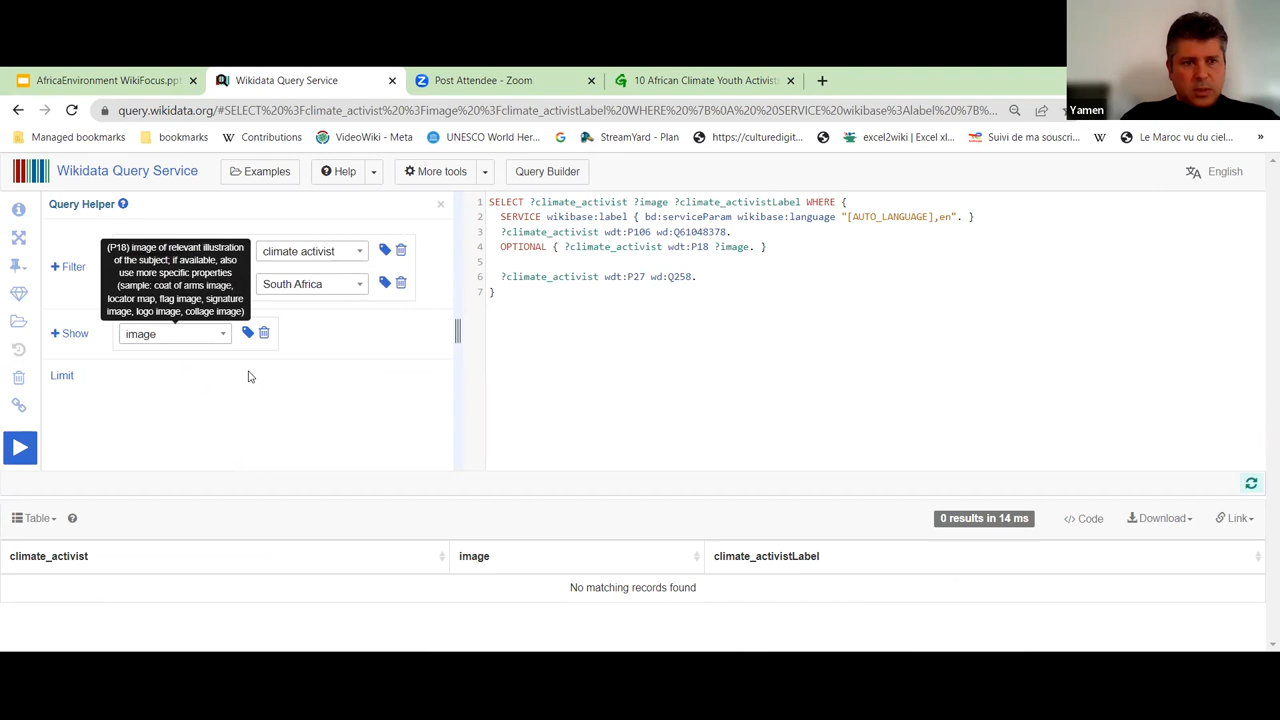 Yamen
AfricaEnvironment WikiFocus.ppt
Wikidata Query Service
Post Attendee - Zoom
10 African Climate Youth Activists
query.wikidata.org/#SELECT%20%3Fclimate_activist%20%3Fimage%20%3Fclimate_activistLabel%20WHERE%20%7B%0A%20%20SERVICE%20wikibase%3Alabel%20%7B%...
Managed bookmarks
bookmarks
Contributions
VideoWiki - Meta
UNESCO World Her...
StreamYard - Plan
https://culturedigit...
excel2wiki | Excel xl...
Suivi de ma souscri...
Le Maroc vu du ciel...
»
Wikidata Query Service
Examples
Help
More tools
Query Builder
English
Query Helper
(P18) image of relevant illustration
of the subject; if available, also
use more specific properties
(sample: coat of arms image,
locator map, flag image, signature
image, logo image, collage image)
+ Filter
climate activist
South Africa
+ Show
image
Limit
1 SELECT ?climate_activist ?image ?climate_activistLabel WHERE {
2 SERVICE wikibase:label { bd:serviceParam wikibase:language "[AUTO_LANGUAGE],en". }
3 ?climate_activist wdt:P106 wd:Q61048378.
4 OPTIONAL { ?climate_activist wdt:P18 ?image. }
5
6 ?climate_activist wdt:P27 wd:Q258.
7 }
Table
0 results in 14 ms
</> Code
Download
Link
climate_activist
image
climate_activistLabel
No matching records found